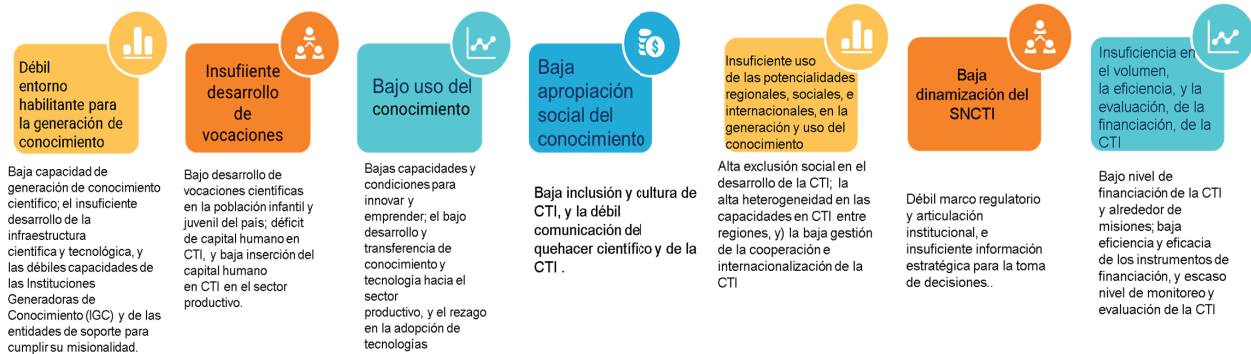 Débil
entorno
habilitante para
la generación de
conocimiento
Baja capacidad de
generación de conocimiento
científico; el insuficiente
desarrollo de la
infraestructura
científica y tecnológica, y
las débiles capacidades de
las Instituciones
Generadoras de
Conocimiento (IGC) y de las
entidades de soporte para
cumplir su misionalidad.
Insufiiente
desarrollo
de
vocaciones
Bajo desarrollo de
vocaciones científicas
en la población infantil y
juvenil del país; déficit
de capital humano en
CTI, y baja inserción del
capital humano
en CTI en el sector
productivo.
Bajo uso del
conocimiento
Bajas capacidades y
condiciones para
innovar y
emprender; el bajo
desarrollo y
transferencia de
conocimiento y
tecnología hacia el
sector
productivo, y el rezago
en la adopción de
tecnologías
Baja
apropiación
social del
conocimiento
Baja inclusión y cultura de
CTI, y la débil
comunicación del
quehacer científico y de la
CTI .
Insuficiente uso
de las potencialidades
regionales, sociales, e
internacionales, en la
generación y uso del
conocimiento
Alta exclusión social en el
desarrollo de la CTI; la
alta heterogeneidad en las
capacidades en CTI entre
regiones, y) la baja gestión
de la cooperación e
internacionalización de la
CTI
Baja
dinamización del
SNCTI
Débil marco regulatorio
y articulación
institucional, e
insuficiente información
estratégica para la toma
de decisiones..
Insuficiencia en
el volumen,
la eficiencia, y la
evaluación, de la
financiación, de la
CTI
Bajo nivel de
financiación de la CTI
y alrededor de
misiones; baja
eficiencia y eficacia
de los instrumentos de
financiación, y escaso
nivel de monitoreo y
evaluación de la CTI